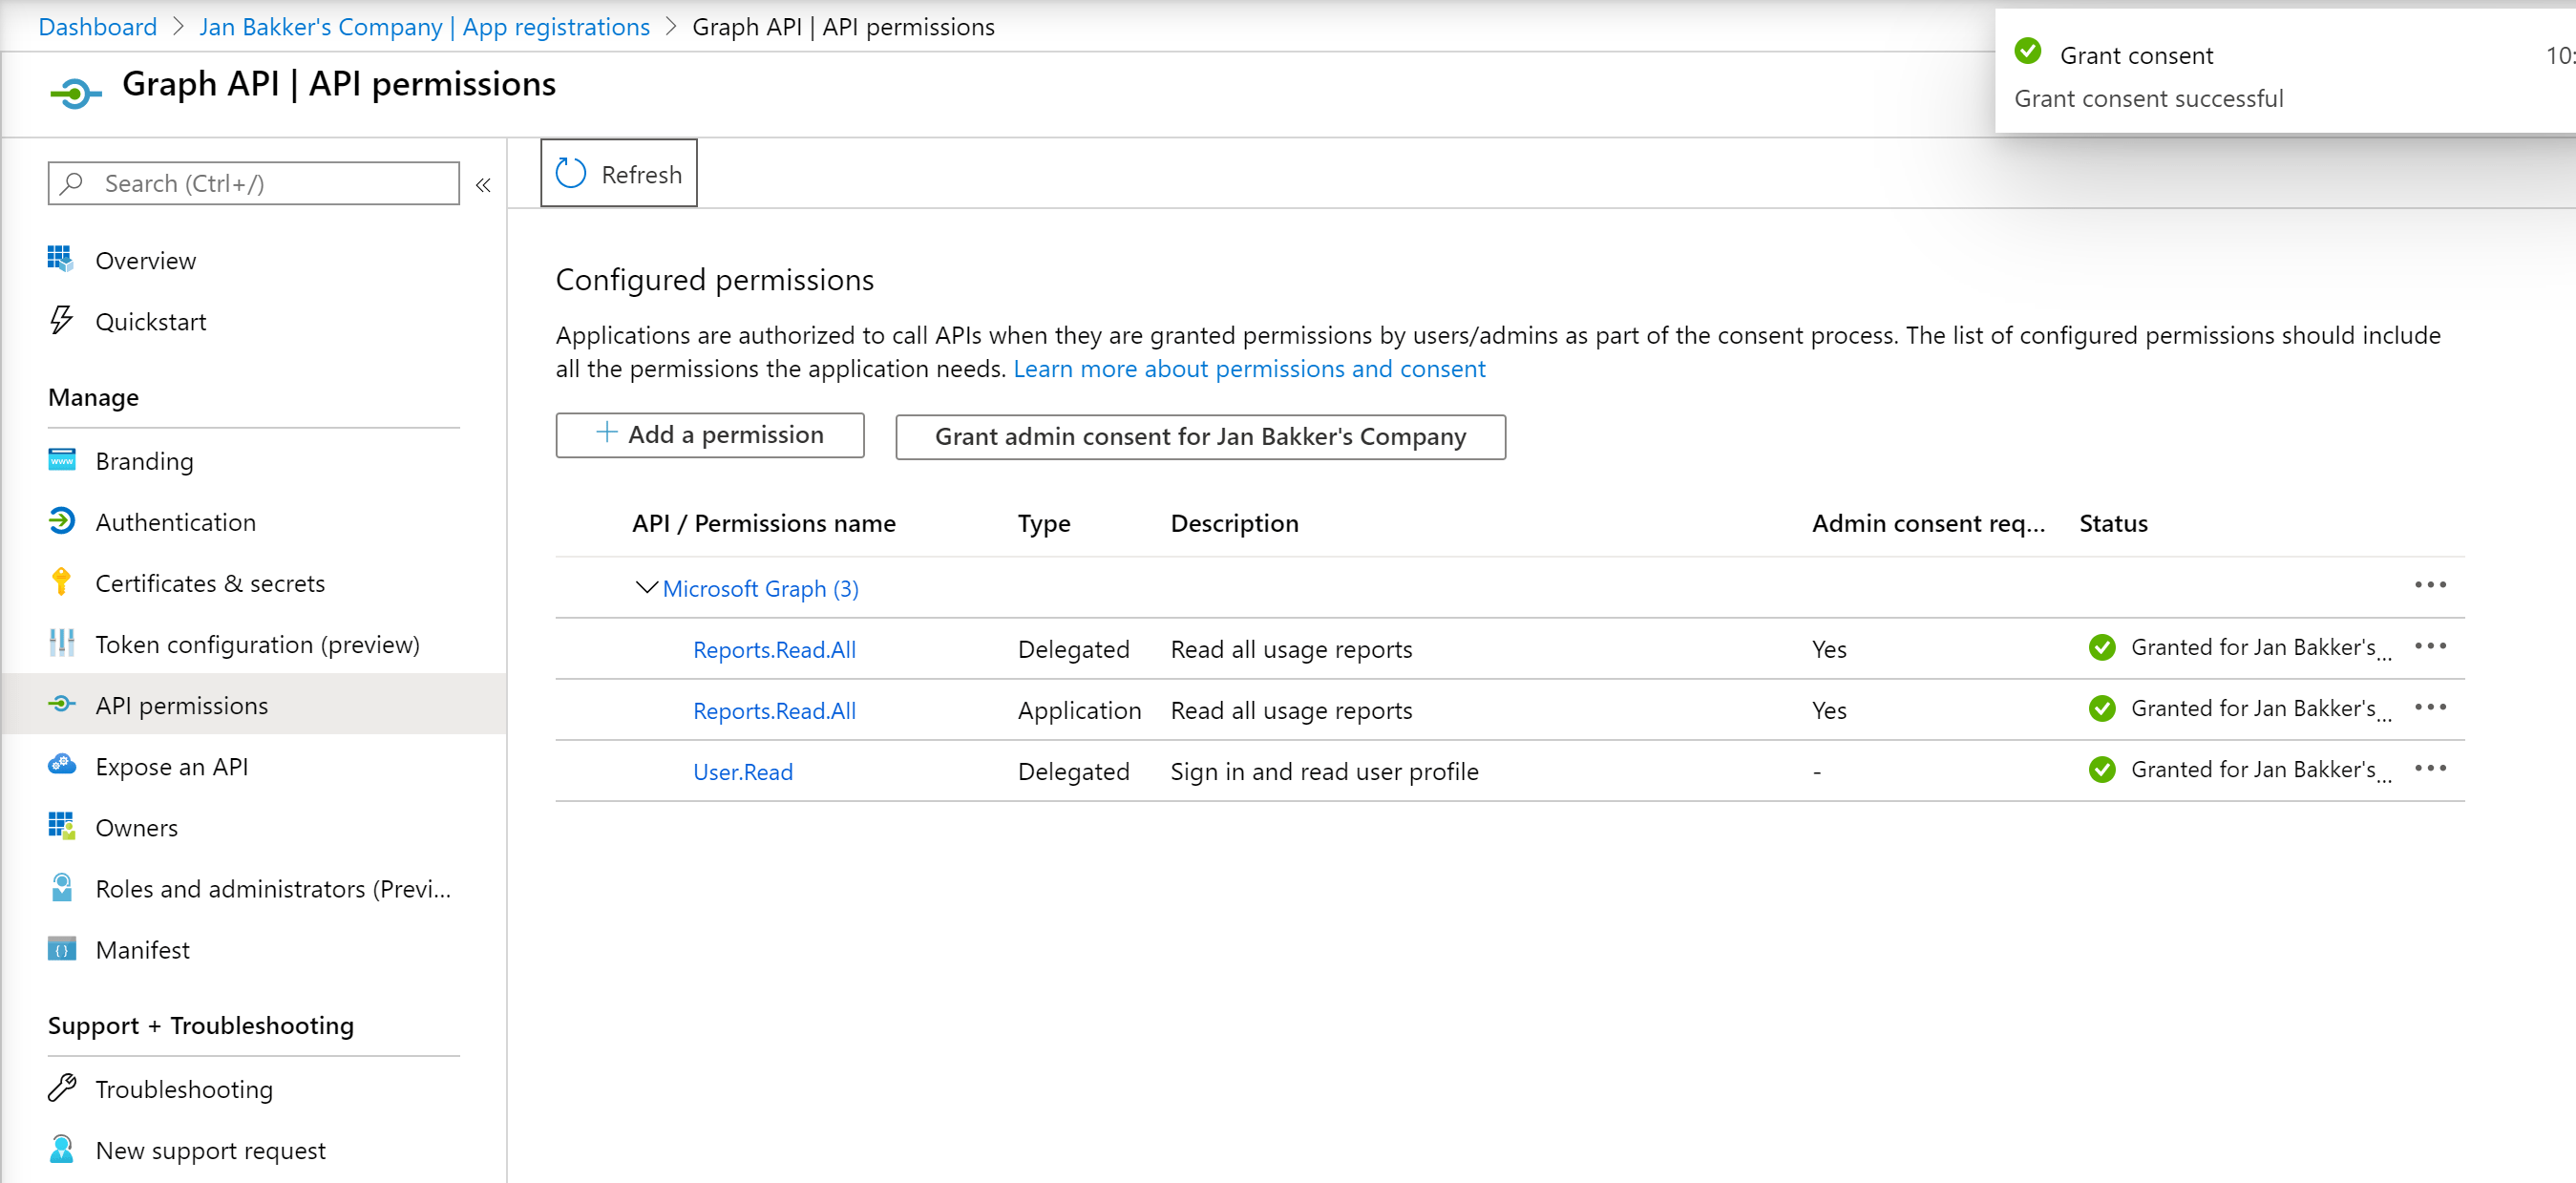 Dashboard > Jan Bakker's Company | App registrations > Graph API | API permissions
Graph API | API permissions
Grant consent 10:
Grant consent successful
Search (Ctrl+/) «
Refresh
Overview
Quickstart
Manage
Branding
Authentication
Certificates & secrets
Token configuration (preview)
API permissions
Expose an API
Owners
Roles and administrators (Previ...
Manifest
Support + Troubleshooting
Troubleshooting
New support request
Configured permissions
Applications are authorized to call APIs when they are granted permissions by users/admins as part of the consent process. The list of configured permissions should include
all the permissions the application needs. Learn more about permissions and consent
+ Add a permission Grant admin consent for Jan Bakker's Company
API / Permissions name Type Description Admin consent req... Status
Microsoft Graph (3) ...
Reports.Read.All Delegated Read all usage reports Yes Granted for Jan Bakker's... ...
Reports.Read.All Application Read all usage reports Yes Granted for Jan Bakker's... ...
User.Read Delegated Sign in and read user profile - Granted for Jan Bakker's... ...